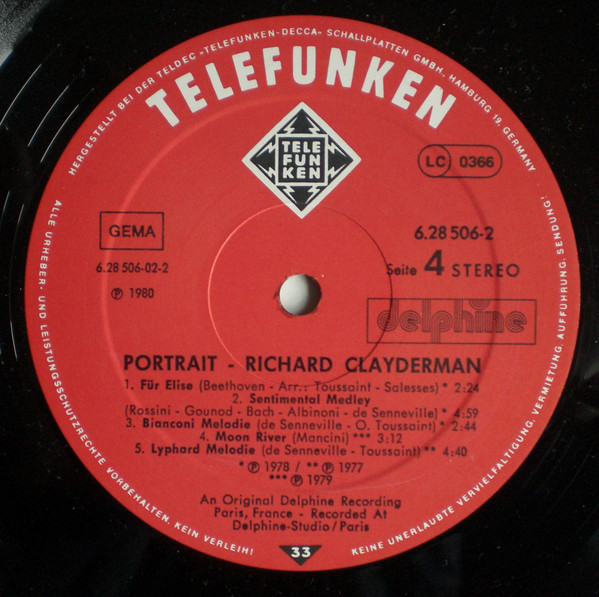 HERGESTELLT BEI DER TELDEC »TELEFUNKEN-DECCA« SCHALLPLATTEN GMBH., HAMBURG 19, GERMANY
TELEFUNKEN
TELE
FUN
KEN
LC 0366
GEMA
6.28 506-2
6.28 506-02-2
Seite 4 STEREO
℗ 1980
delphine
PORTRAIT - RICHARD CLAYDERMAN
1. Für Elise (Beethoven - Arr.: Toussaint - Salesses) * 2:24
2. Sentimental Medley
(Rossini - Gounod - Bach - Albinoni - de Senneville) * 4:59
3. Bianconi Melodie (de Senneville - O. Toussaint) * 2:44
4. Moon River (Mancini) *** 3:12
5. Lyphard Melodie (de Senneville - Toussaint) ** 4:40
* ℗ 1978 / ** ℗ 1977
*** ℗ 1979
An Original Delphine Recording
Paris, France - Recorded At
Delphine-Studio/Paris
33
ALLE URHEBER- UND LEISTUNGSSCHUTZRECHTE VORBEHALTEN. KEIN VERLEIH!
KEINE UNERLAUBTE VERVIELFÄLTIGUNG, VERMIETUNG, AUFFÜHRUNG, SENDUNG!